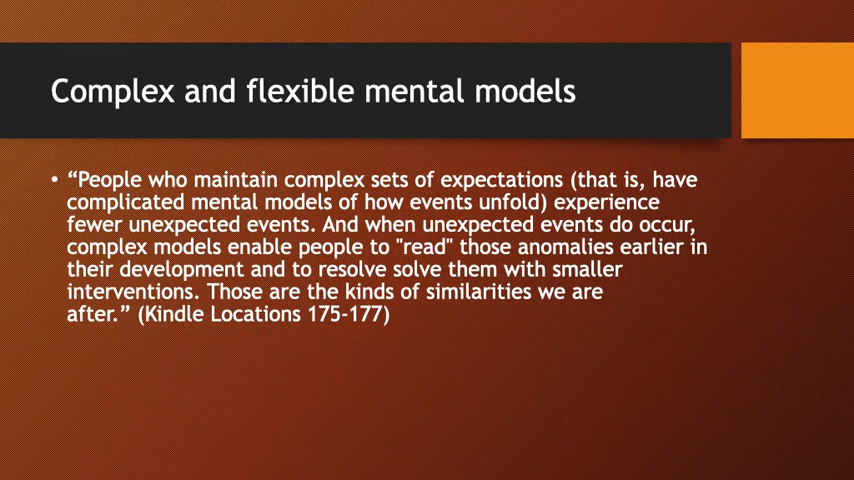 Complex and flexible mental models
• “People who maintain complex sets of expectations (that is, have
complicated mental models of how events unfold) experience
fewer unexpected events. And when unexpected events do occur,
complex models enable people to "read" those anomalies earlier in
their development and to resolve solve them with smaller
interventions. Those are the kinds of similarities we are
after.” (Kindle Locations 175-177)